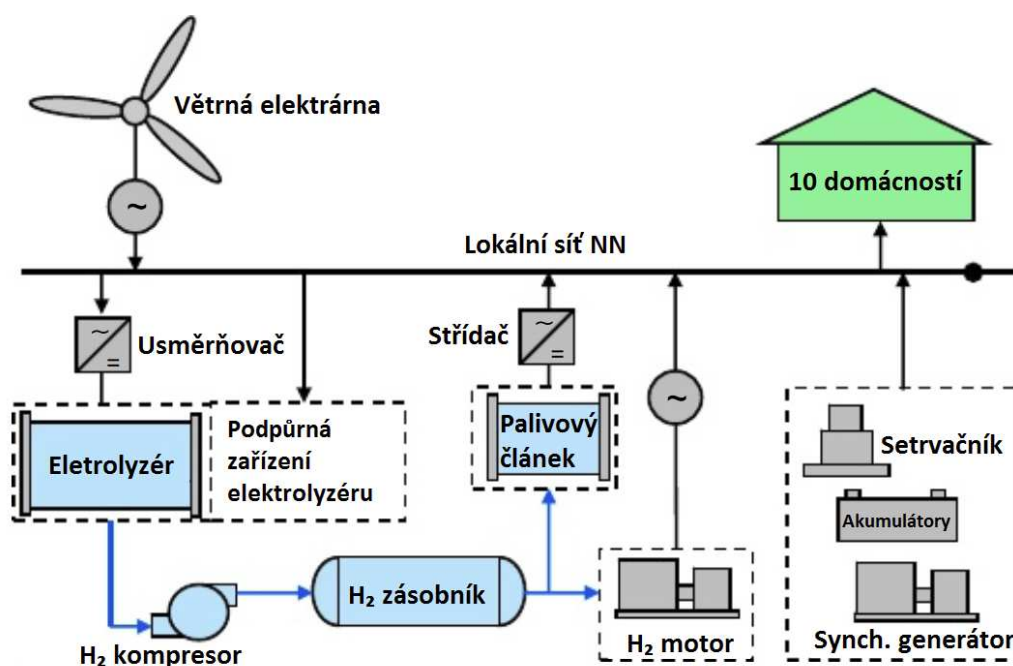 Větrná elektrárna
~
10 domácností
Lokální síť NN
~
=
Usměrňovač
Střídač
~
=
~
Eletrolyzér
Podpůrná
zařízení
elektrolyzéru
Palivový
článek
Setrvačník
Akumulátory
H₂ zásobník
H₂ kompresor
H₂ motor
Synch. generátor